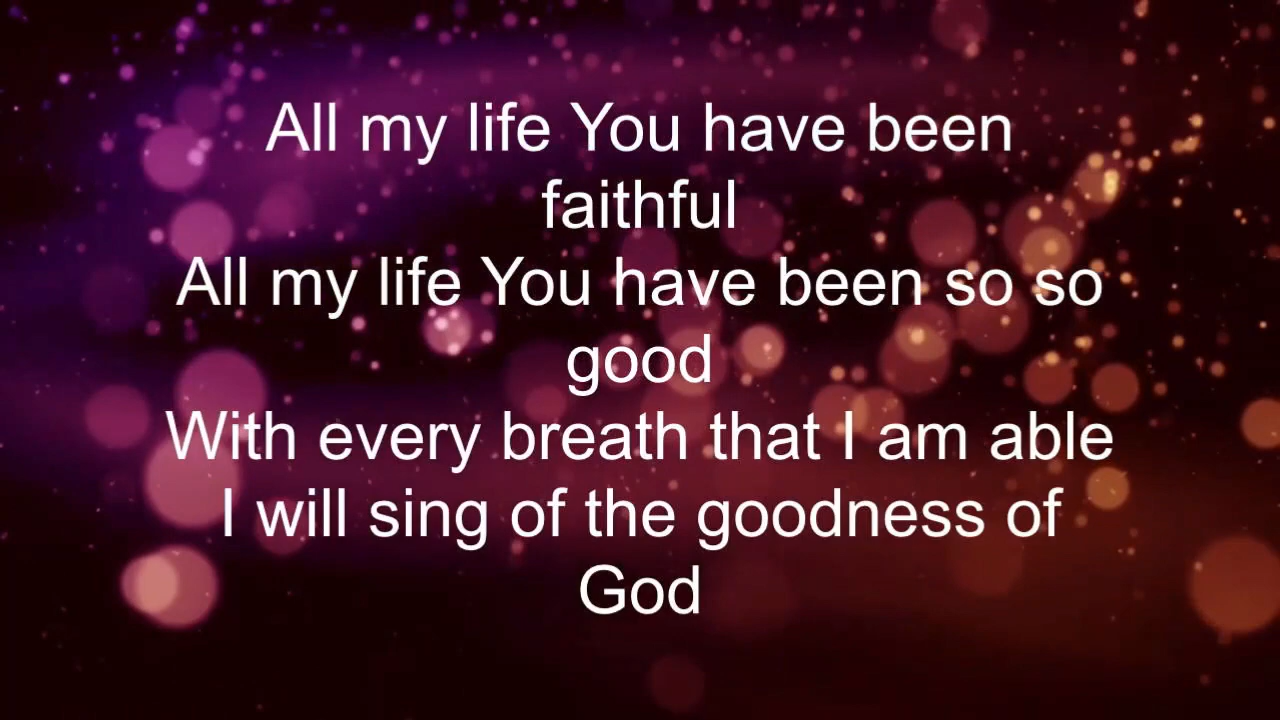 All my life You have been
faithful
All my life You have been so so
good
With every breath that I am able
I will sing of the goodness of
God